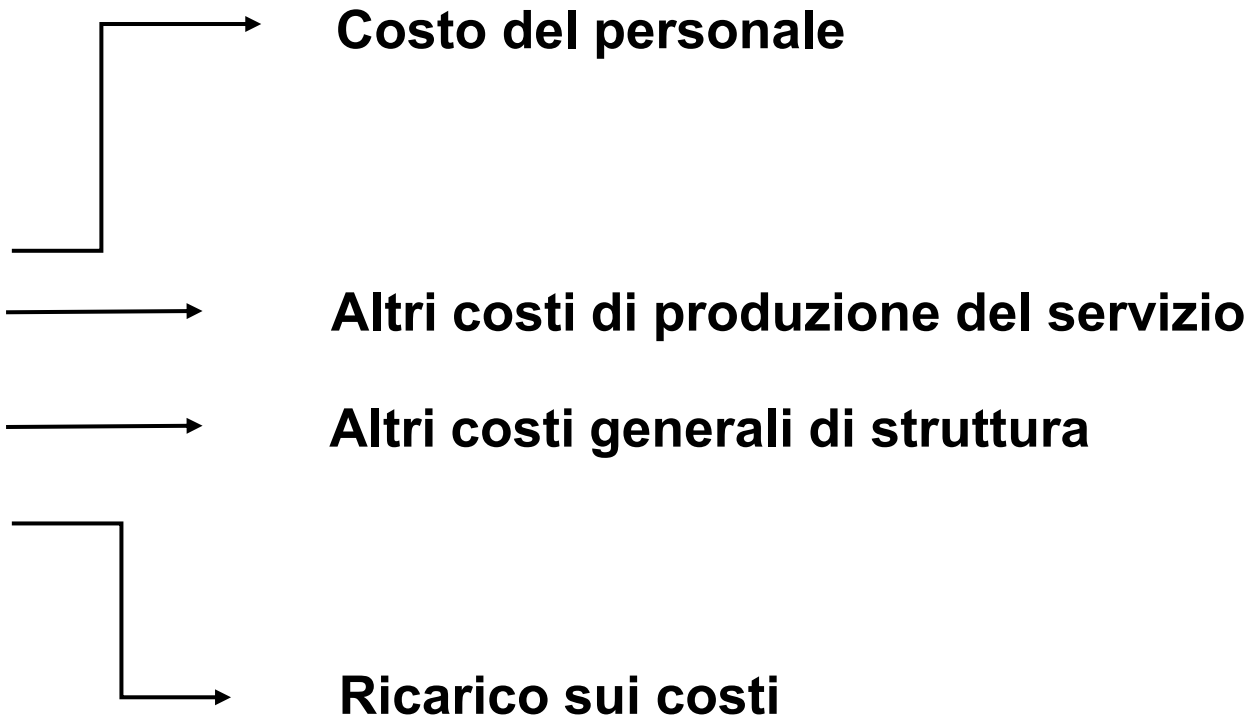 Costo del personale
Altri costi di produzione del servizio
Altri costi generali di struttura
Ricarico sui costi